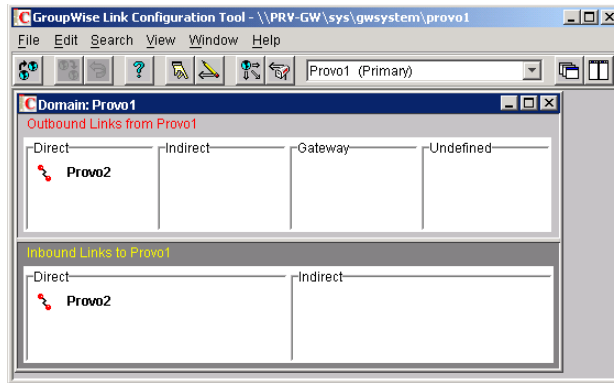 GroupWise Link Configuration Tool - \\PRV-GW\sys\gwsystem\provo1
File Edit Search View Window Help
Provo1 (Primary)
Domain: Provo1
Outbound Links from Provo1
Direct Indirect Gateway Undefined
Provo2
Inbound Links to Provo1
Direct Indirect
Provo2